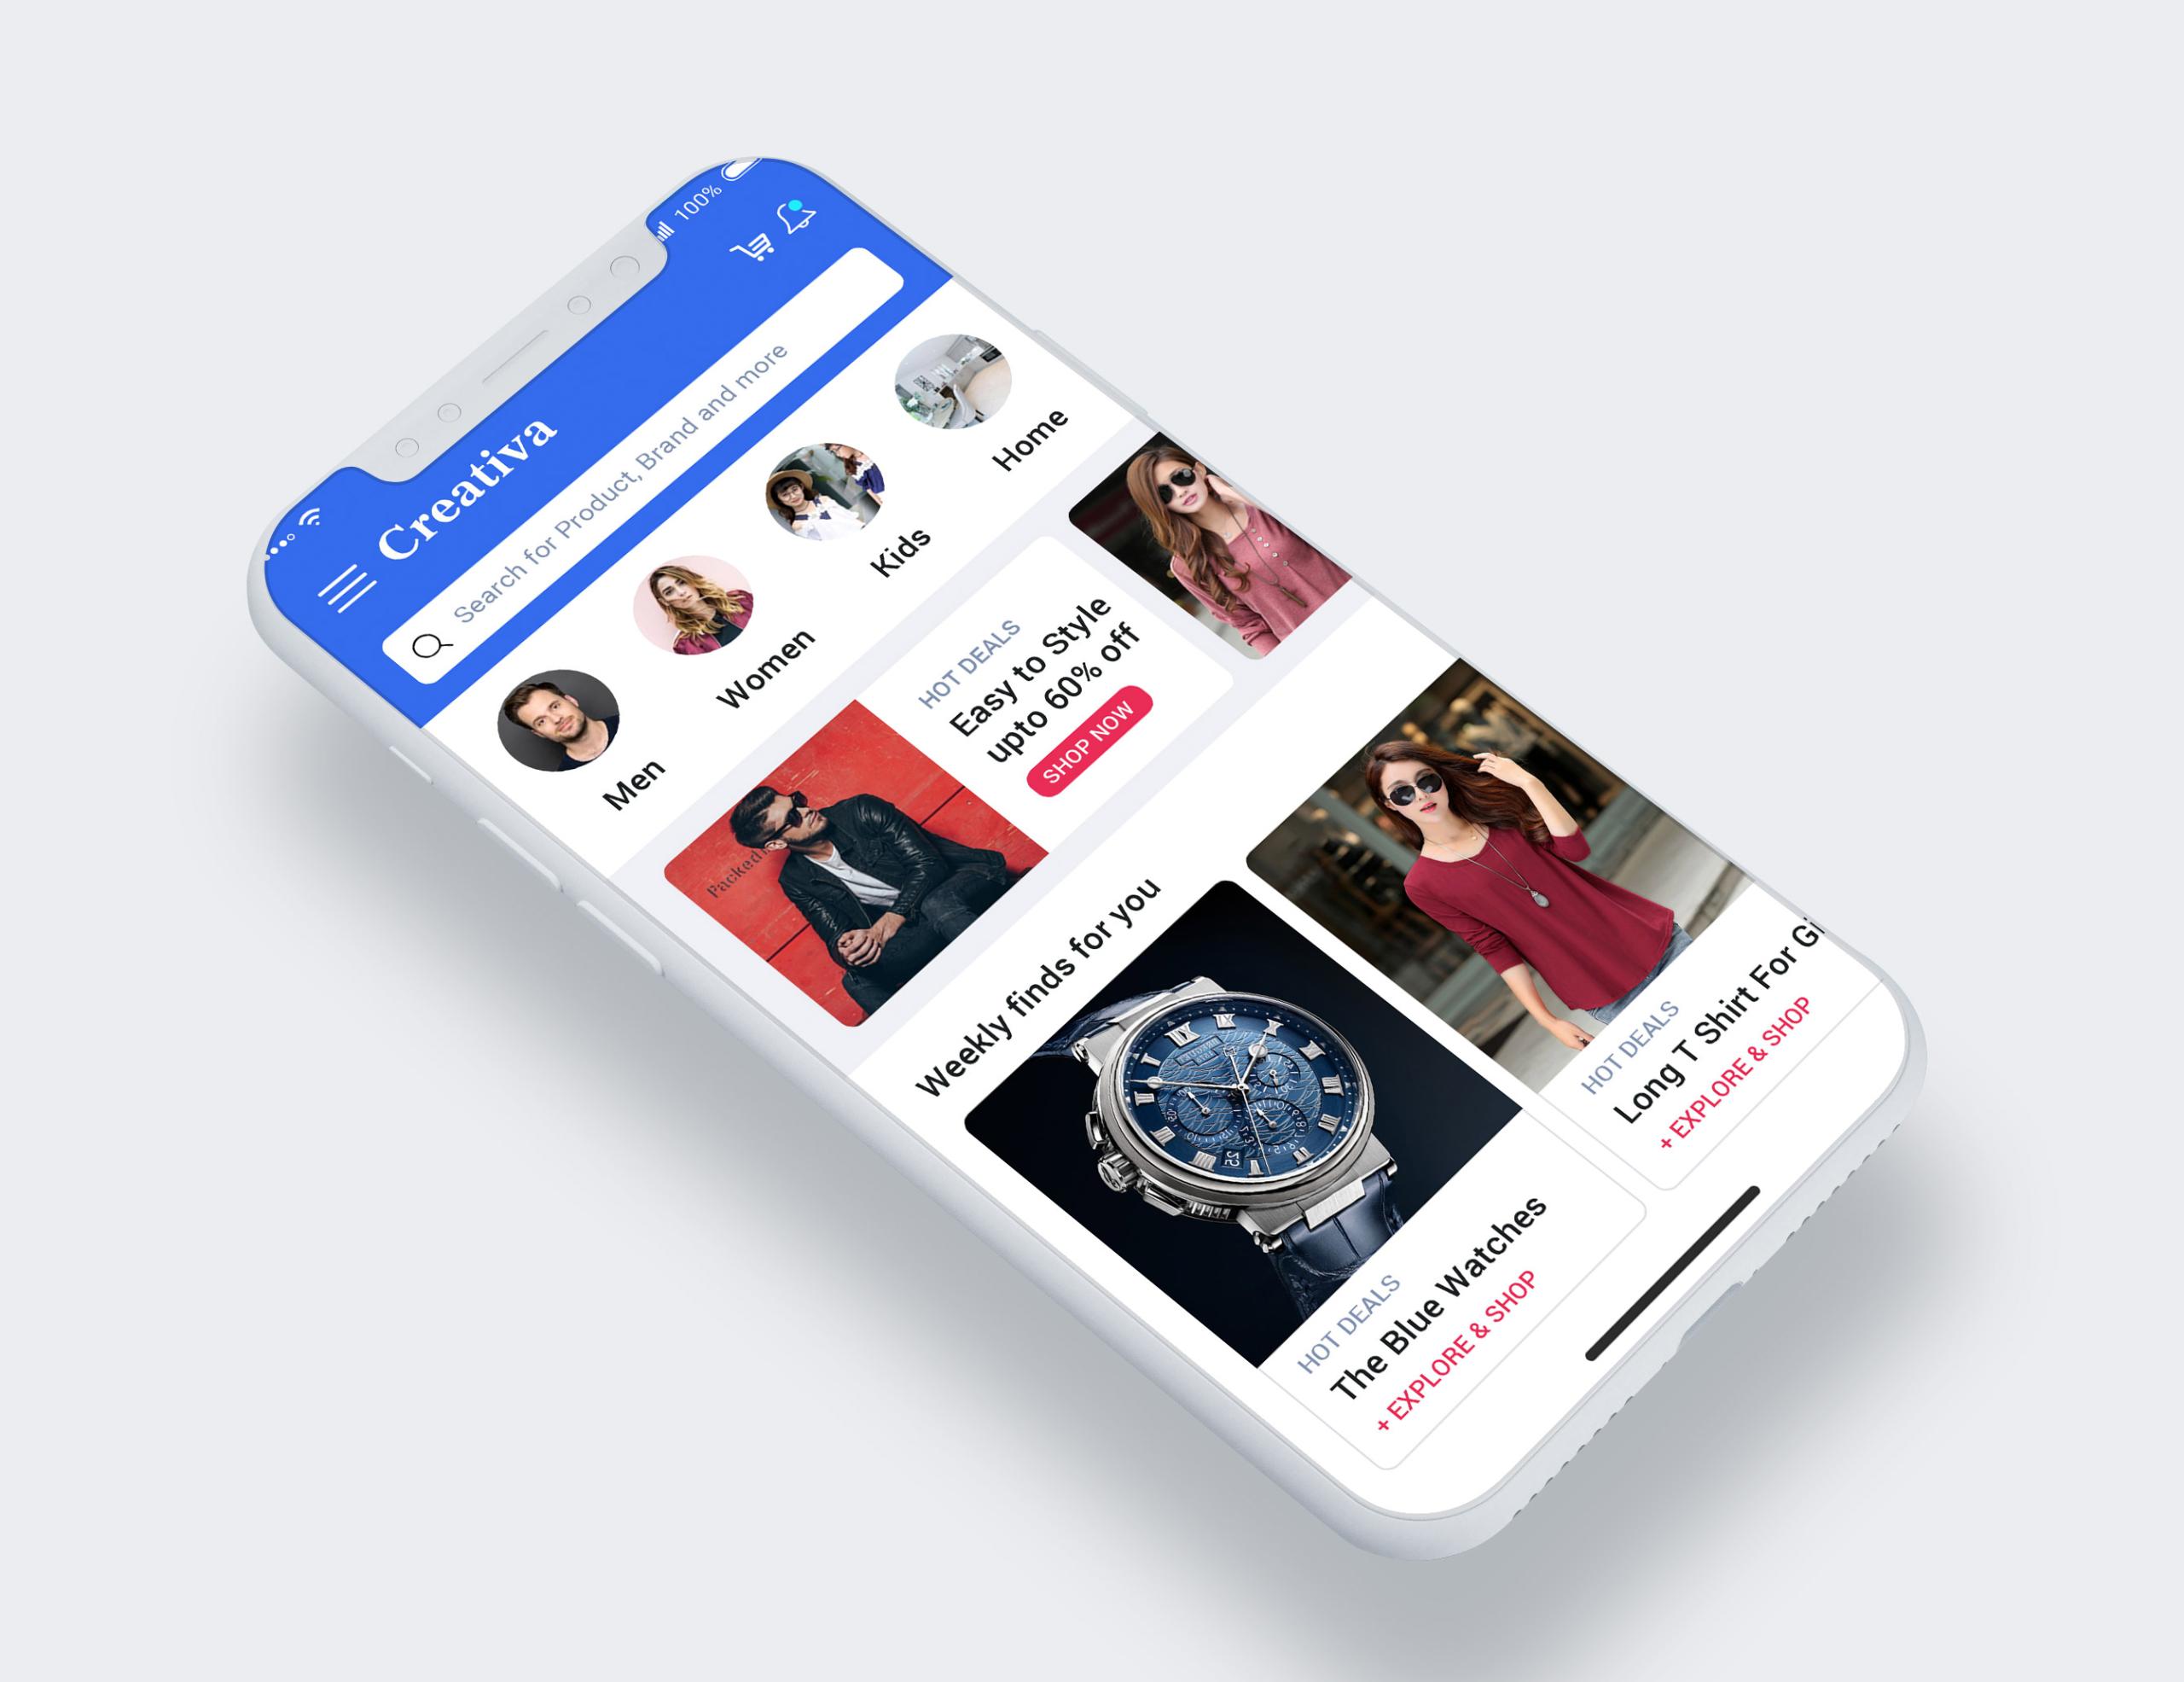 100%
Creativa
Search for Product, Brand and more
Men
Women
Kids
Home
Packed
HOT DEALS
Easy to Style
upto 60% off
SHOP NOW
Weekly finds for you
HOT DEALS
The Blue Watches
+ EXPLORE & SHOP
HOT DEALS
Long T Shirt For Gi
+ EXPLORE & SHOP